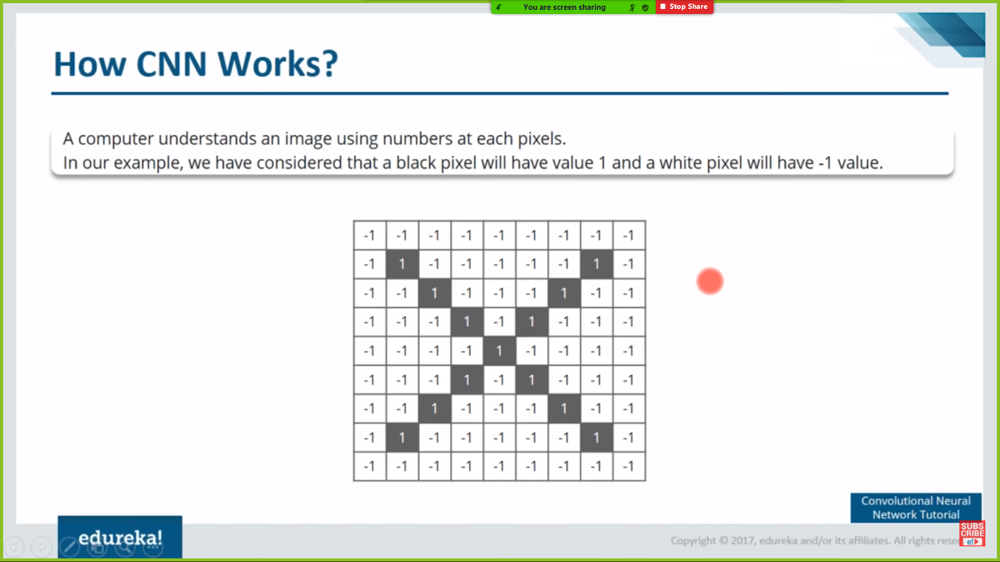 You are screen sharing
Stop Share
How CNN Works?
A computer understands an image using numbers at each pixels.
In our example, we have considered that a black pixel will have value 1 and a white pixel will have -1 value.
-1 -1 -1 -1 -1 -1 -1 -1 -1
-1 1 -1 -1 -1 -1 -1 1 -1
-1 -1 1 -1 -1 -1 1 -1 -1
-1 -1 -1 1 -1 1 -1 -1 -1
-1 -1 -1 -1 1 -1 -1 -1 -1
-1 -1 -1 1 -1 1 -1 -1 -1
-1 -1 1 -1 -1 -1 1 -1 -1
-1 1 -1 -1 -1 -1 -1 1 -1
-1 -1 -1 -1 -1 -1 -1 -1 -1
Convolutional Neural
Network Tutorial
edureka!
Copyright © 2017, edureka and/or its affiliates. All rights
SUBS
CRIBE
e!